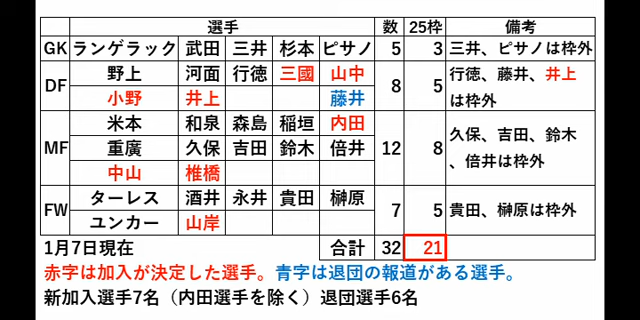 選手 数 25枠 備考
GK ランゲラック 武田 三井 杉本 ピサノ 5 3 三井、ピサノは枠外
DF 野上 河面 行徳 三國 山中 8 5 行徳、藤井、井上
小野 井上 藤井 は枠外
MF 米本 和泉 森島 稲垣 内田 12 8 久保、吉田、鈴木
重廣 久保 吉田 鈴木 倍井 、倍井は枠外
中山 椎橋
FW ターレス 酒井 永井 貴田 榊原 7 5 貴田、榊原は枠外
ユンカー 山岸
1月7日現在 合計 32 21
赤字は加入が決定した選手。青字は退団の報道がある選手。
新加入選手7名（内田選手を除く）退団選手6名